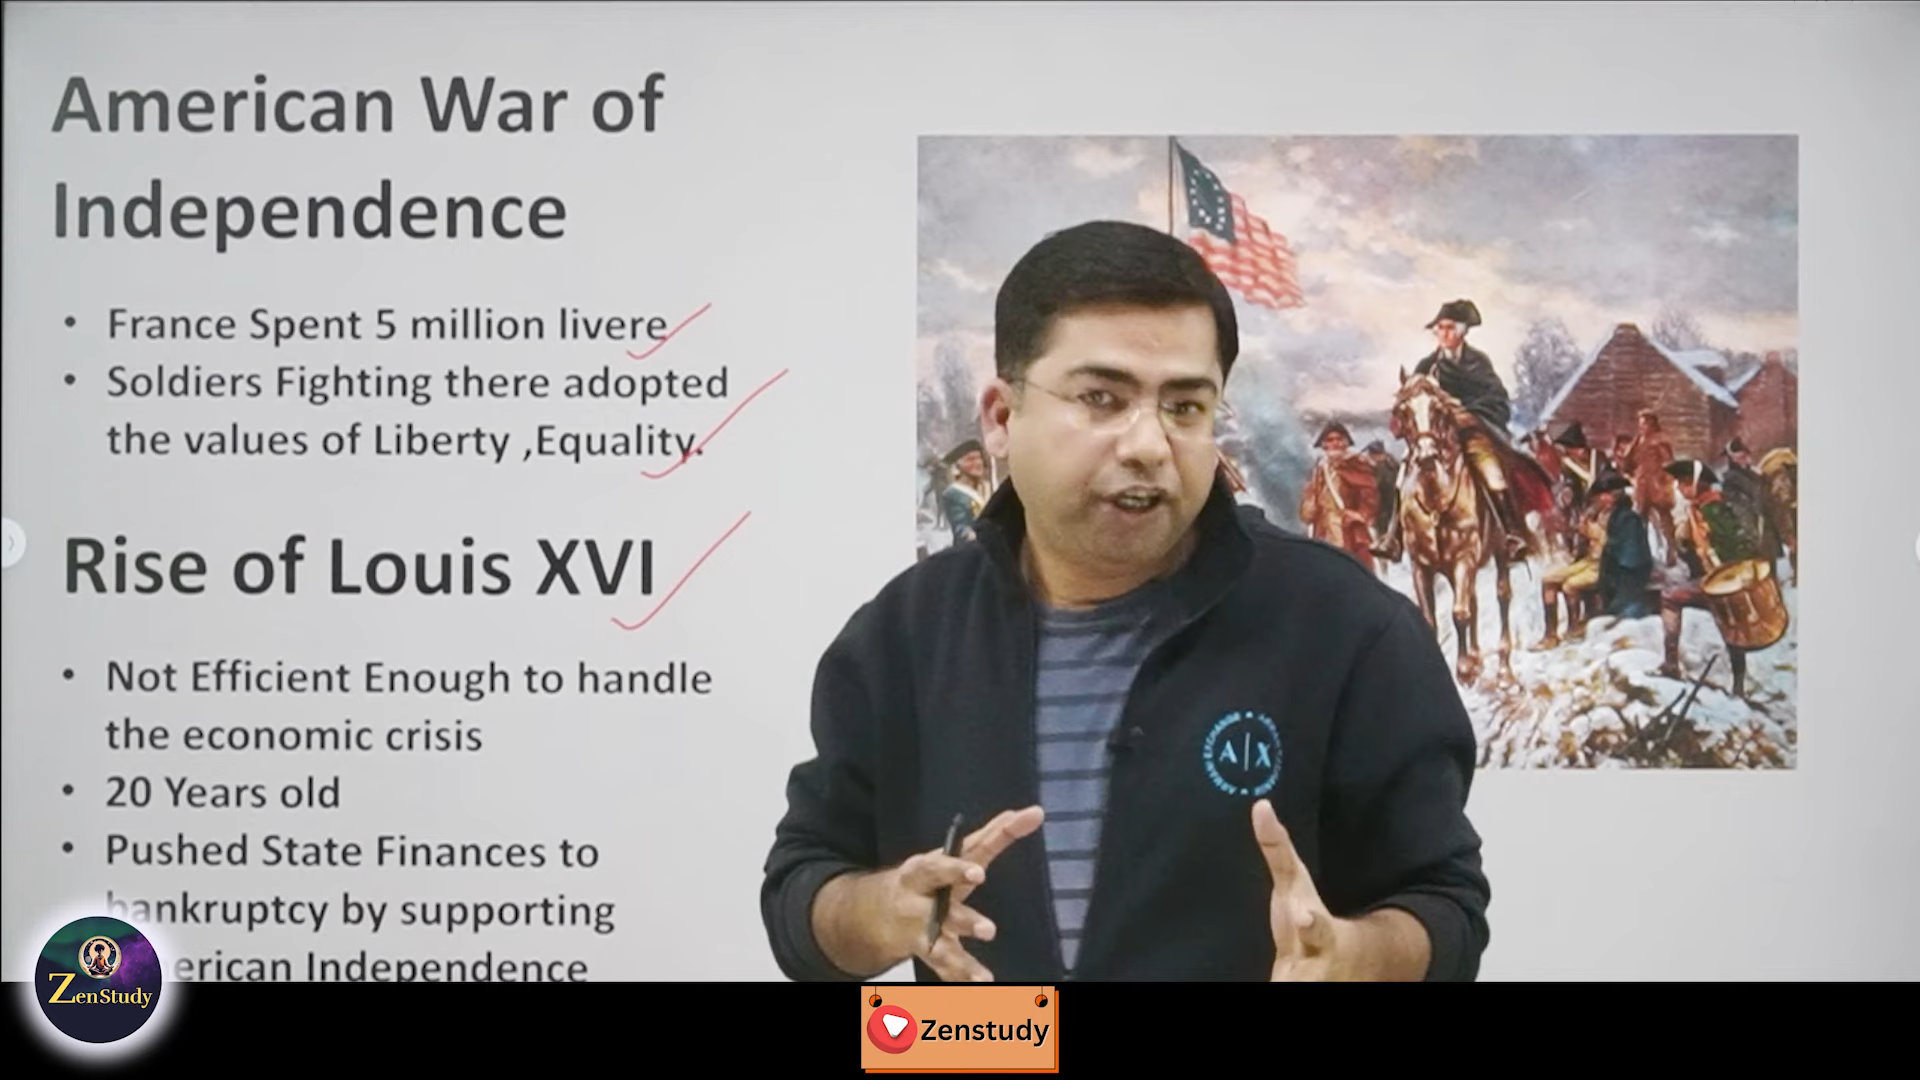 American War of
Independence
• France Spent 5 million livere
• Soldiers Fighting there adopted
the values of Liberty ,Equality.
Rise of Louis XVI
• Not Efficient Enough to handle
the economic crisis
• 20 Years old
• Pushed State Finances to
bankruptcy by supporting
erican Independence
A|X
ZenStudy
Zenstudy